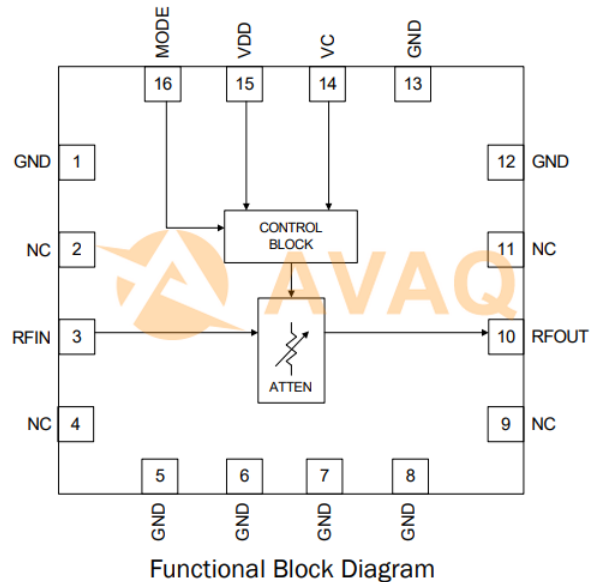 MODE VDD VC GND
16 15 14 13
GND 1 12 GND
CONTROL
BLOCK
NC 2 11 NC
AVAQ
RFIN 3 10 RFOUT
ATTEN
NC 4 9 NC
5 6 7 8
GND GND GND GND
Functional Block Diagram